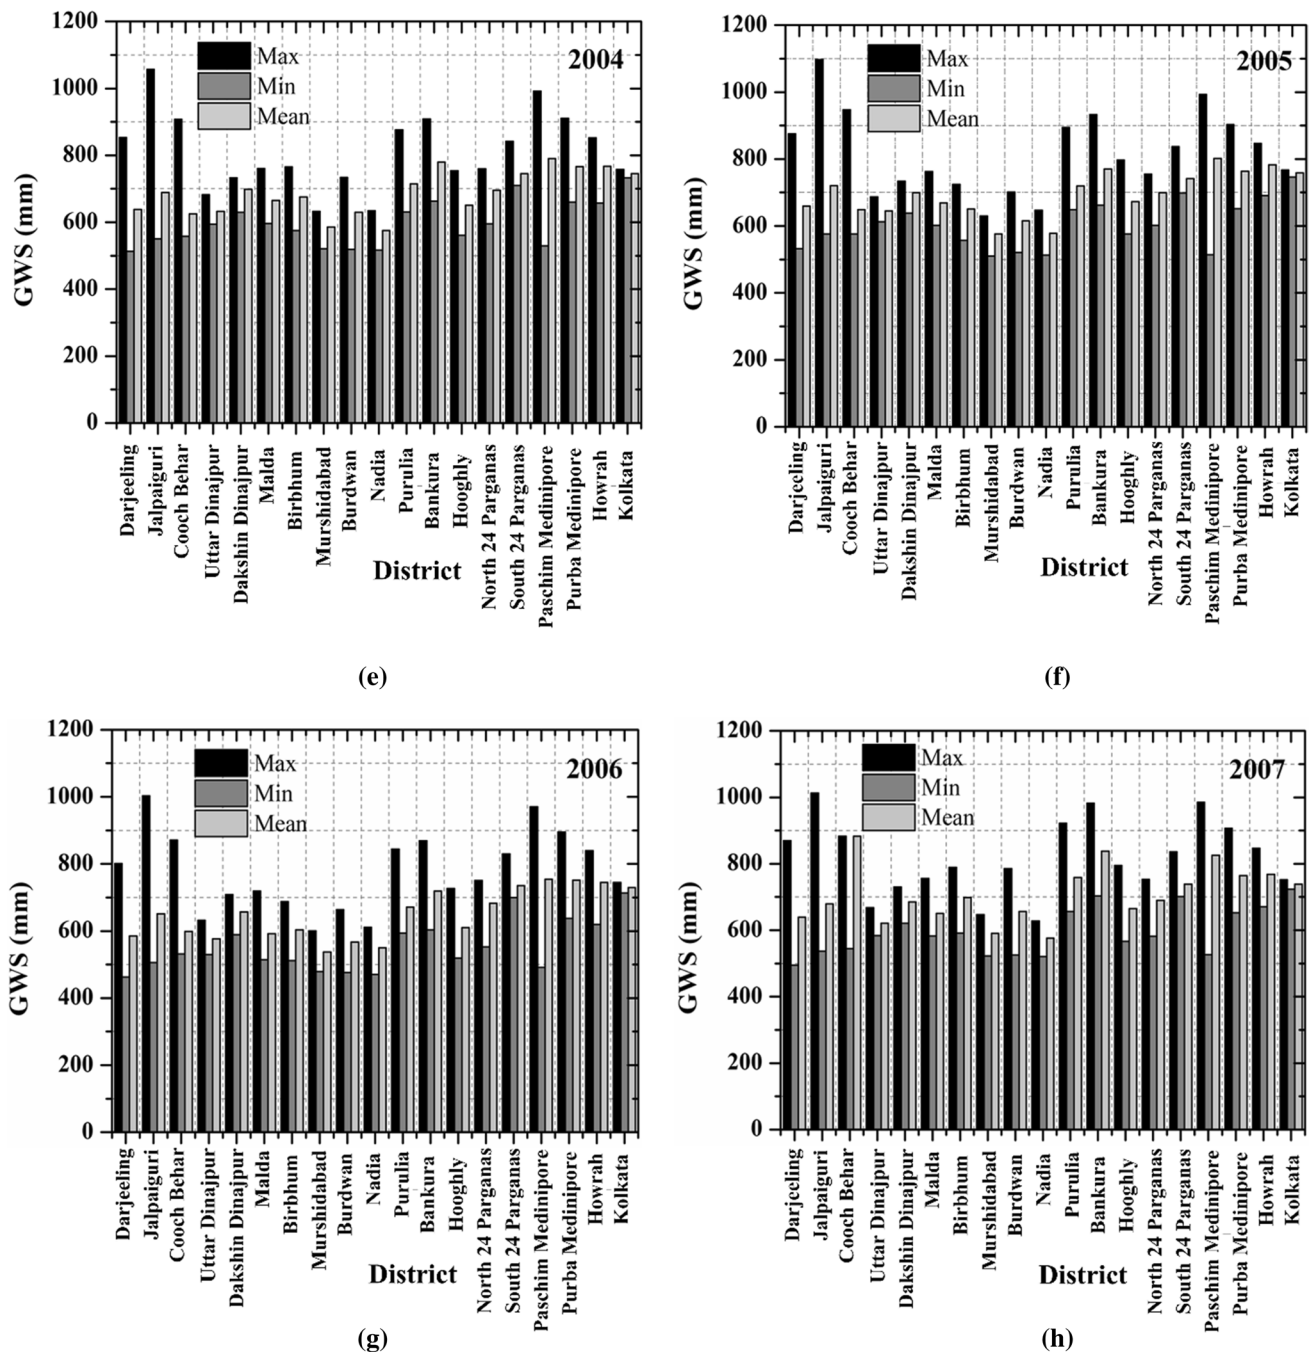 1200
1000
800
600
400
200
0
GWS (mm)
Max
Min
Mean
2004
Darjeeling
Jalpaiguri
Cooch Behar
Uttar Dinajpur
Dakshin Dinajpur
Malda
Birbhum
Murshidabad
Burdwan
Nadia
Purulia
Bankura
Hooghly
North 24 Parganas
South 24 Parganas
Paschim Medinipore
Purba Medinipore
Howrah
Kolkata
District
(e)
1200
1000
800
600
400
200
0
GWS (mm)
Max
Min
Mean
2005
Darjeeling
Jalpaiguri
Cooch Behar
Uttar Dinajpur
Dakshin Dinajpur
Malda
Birbhum
Murshidabad
Burdwan
Nadia
Purulia
Bankura
Hooghly
North 24 Parganas
South 24 Parganas
Paschim Medinipore
Purba Medinipore
Howrah
Kolkata
District
(f)
1200
1000
800
600
400
200
0
GWS (mm)
Max
Min
Mean
2006
Darjeeling
Jalpaiguri
Cooch Behar
Uttar Dinajpur
Dakshin Dinajpur
Malda
Birbhum
Murshidabad
Burdwan
Nadia
Purulia
Bankura
Hooghly
North 24 Parganas
South 24 Parganas
Paschim Medinipore
Purba Medinipore
Howrah
Kolkata
District
(g)
1200
1000
800
600
400
200
0
GWS (mm)
Max
Min
Mean
2007
Darjeeling
Jalpaiguri
Cooch Behar
Uttar Dinajpur
Dakshin Dinajpur
Malda
Birbhum
Murshidabad
Burdwan
Nadia
Purulia
Bankura
Hooghly
North 24 Parganas
South 24 Parganas
Paschim Medinipore
Purba Medinipore
Howrah
Kolkata
District
(h)